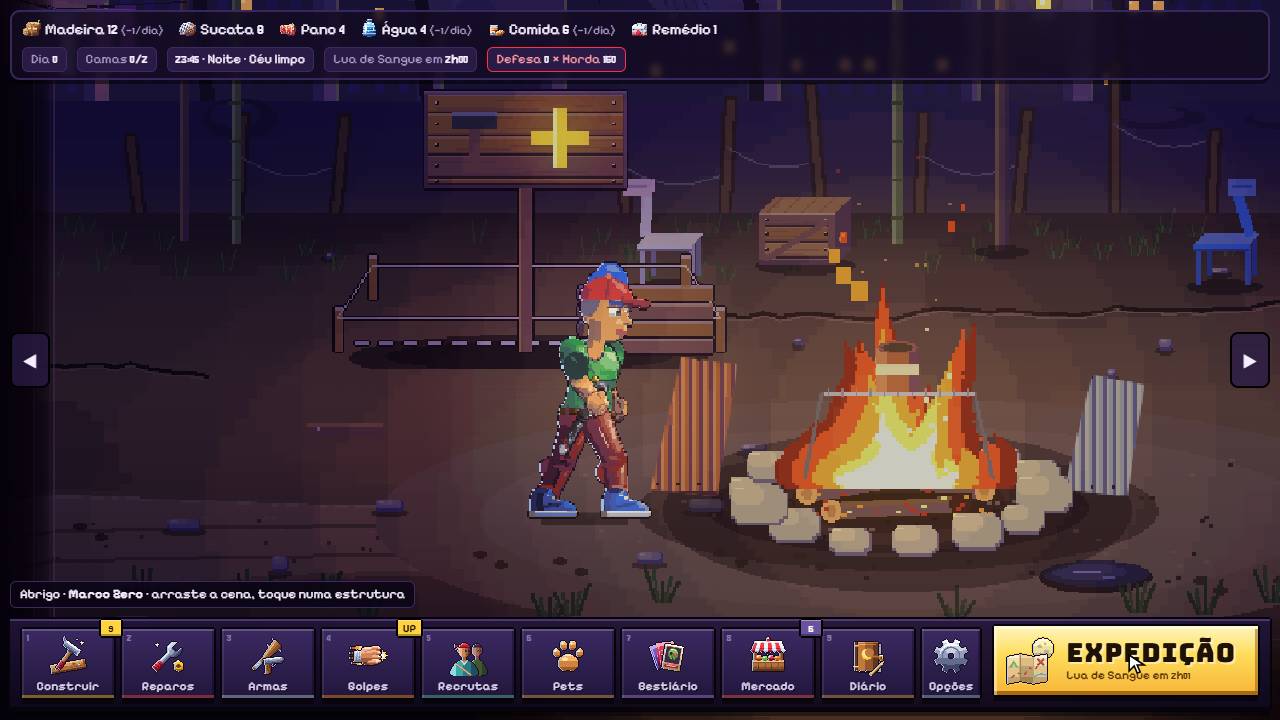 Madeira 12 (-1/dia) Sucata 8 Pano 4 Água 4 (-1/dia) Comida 6 (-1/dia) Remédio 1
Dia 0 Camas 0/2 23:45 · Noite · Céu limpo Lua de Sangue em 2h00 Defesa 0 × Horda 160
Abrigo · Marco Zero · arraste a cena, toque numa estrutura
9 UP 6
1 2 3 4 5 6 7 8 9
Construir Reparos Armas Golpes Recrutas Pets Bestiário Mercado Diário Opções
EXPEDIÇÃO
Lua de Sangue em 2h01